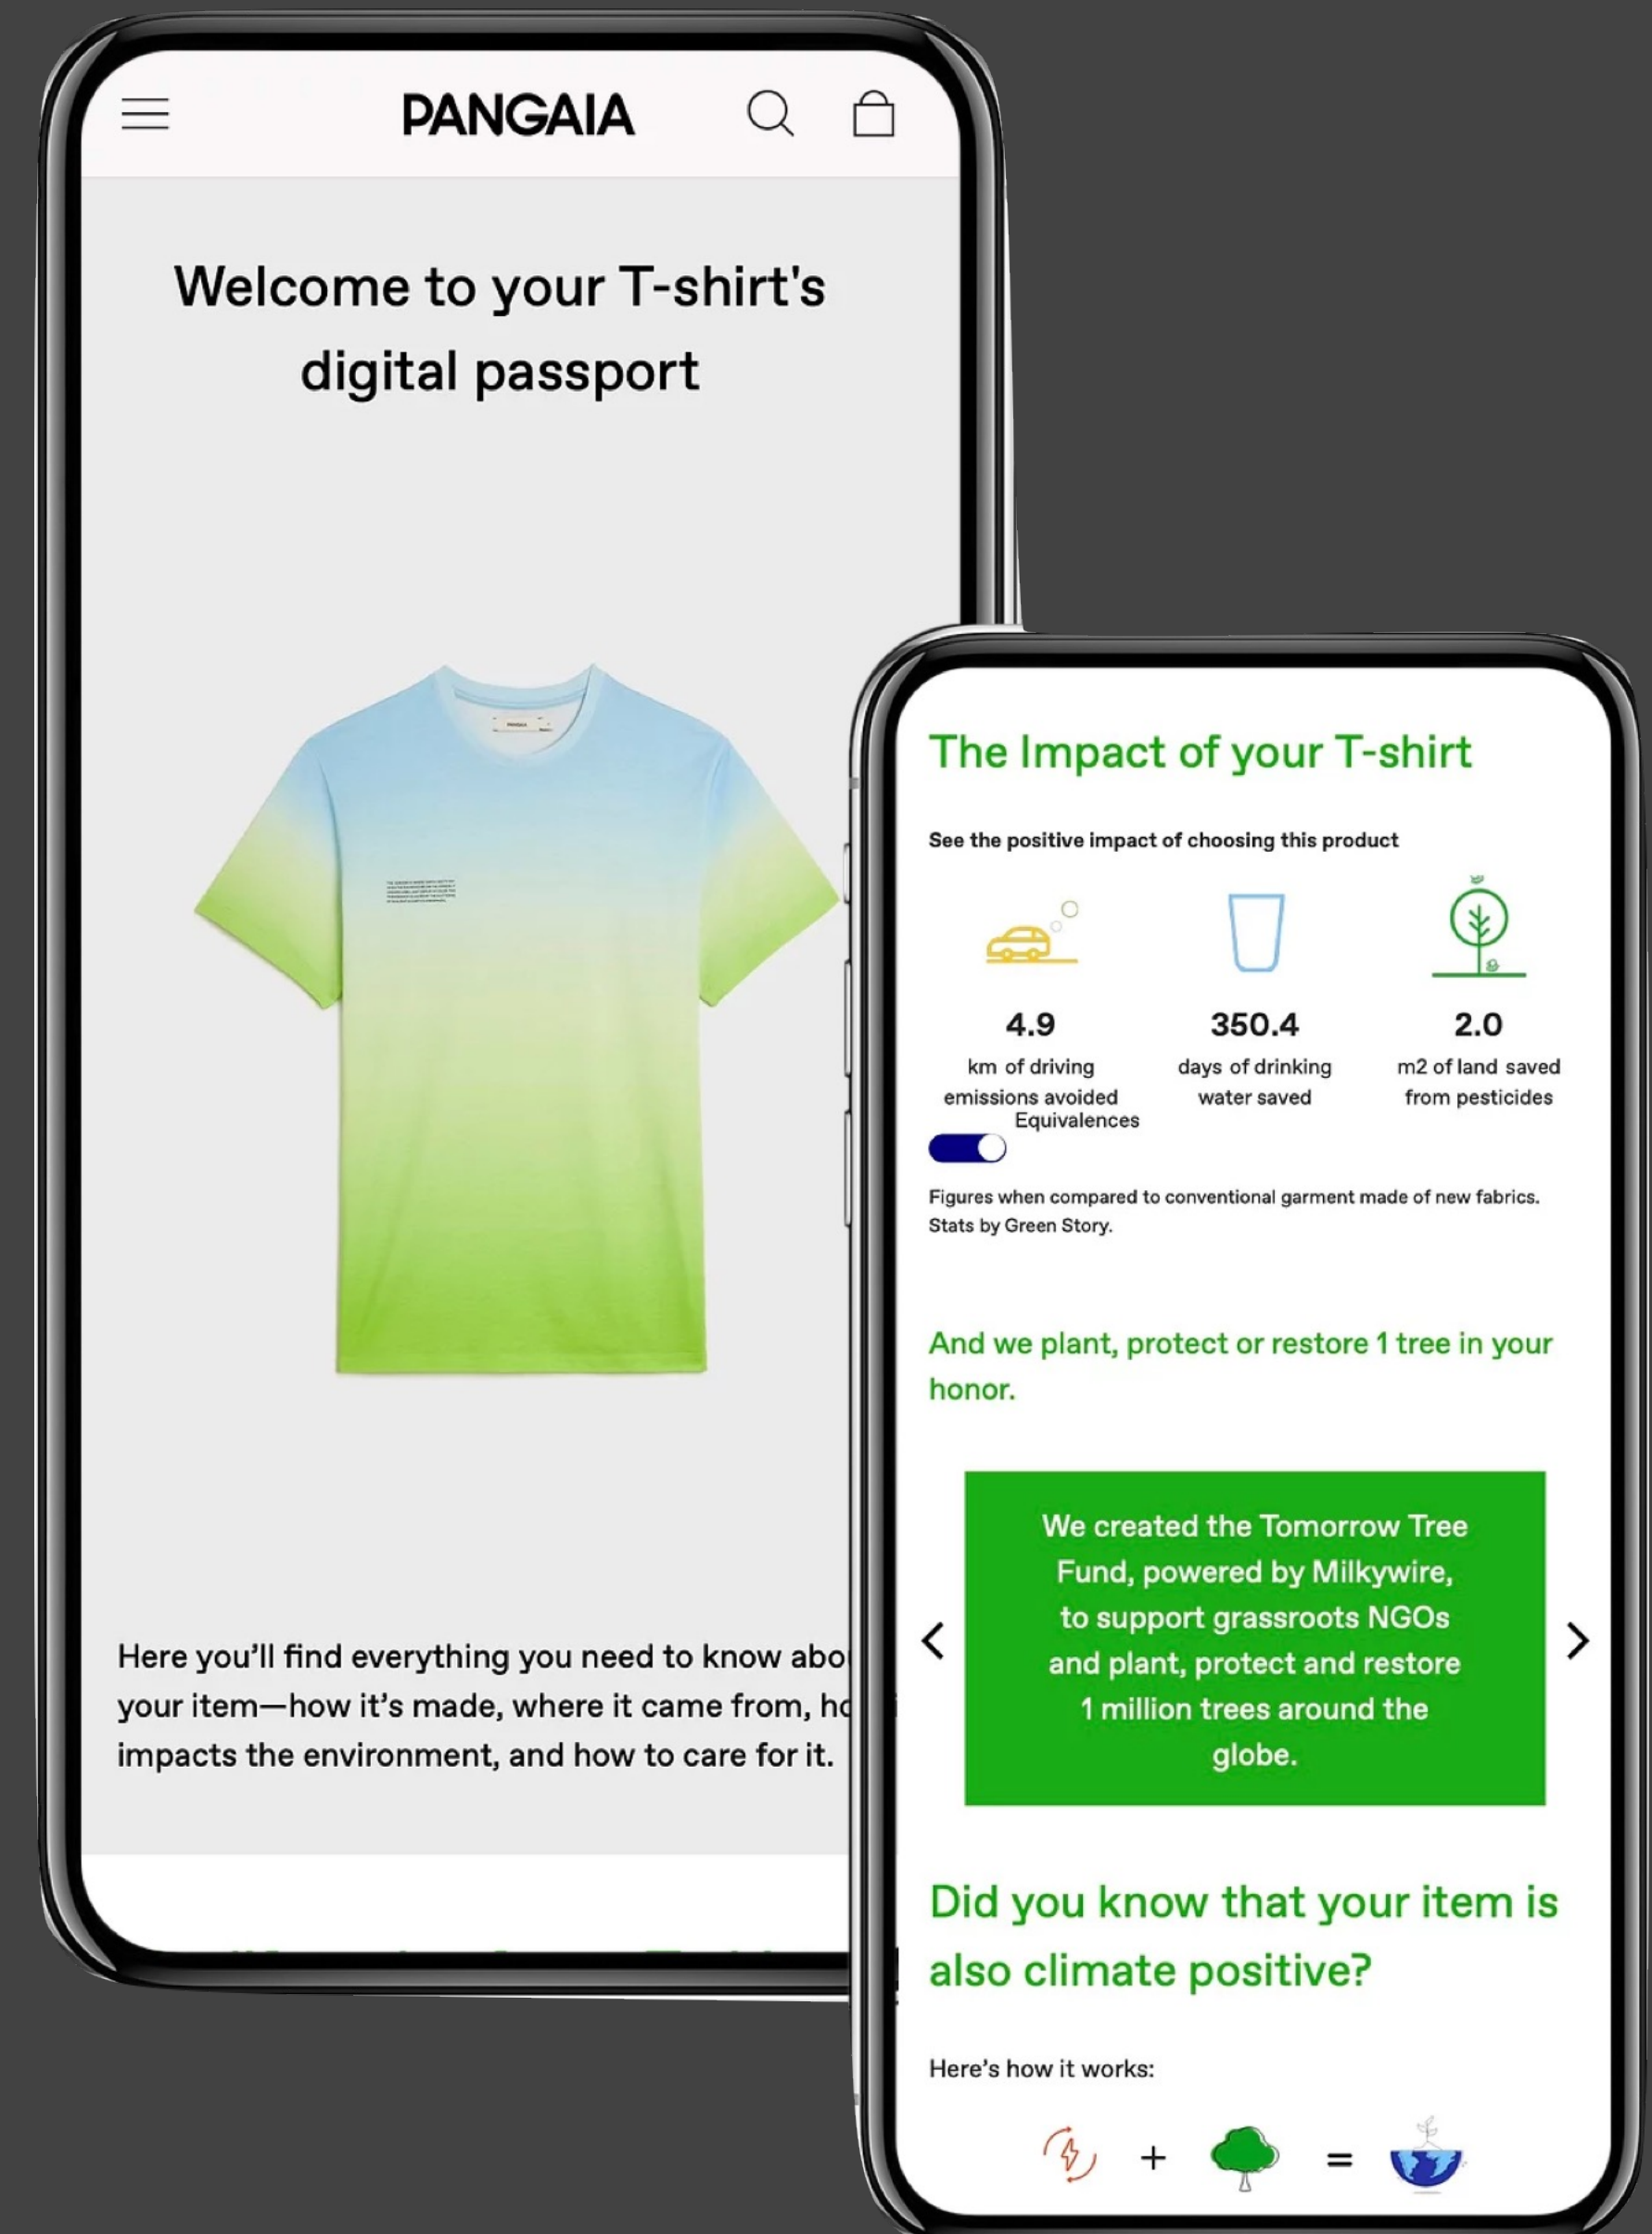 PANGAIA
Welcome to your T-shirt's
digital passport
PANGAIA
Here you’ll find everything you need to know
your item—how it’s made, where it came from,
impacts the environment, and how to care for it.
The Impact of your T-shirt
See the positive impact of choosing this product
4.9
km of driving
emissions avoided
350.4
days of drinking
water saved
2.0
m2 of land saved
from pesticides
Equivalences
Figures when compared to conventional garment made of new fabrics.
Stats by Green Story.
And we plant, protect or restore 1 tree in your
honor.
We created the Tomorrow Tree
Fund, powered by Milkywire,
to support grassroots NGOs
and plant, protect and restore
1 million trees around the
globe.
Did you know that your item is
also climate positive?
Here’s how it works:
+
=